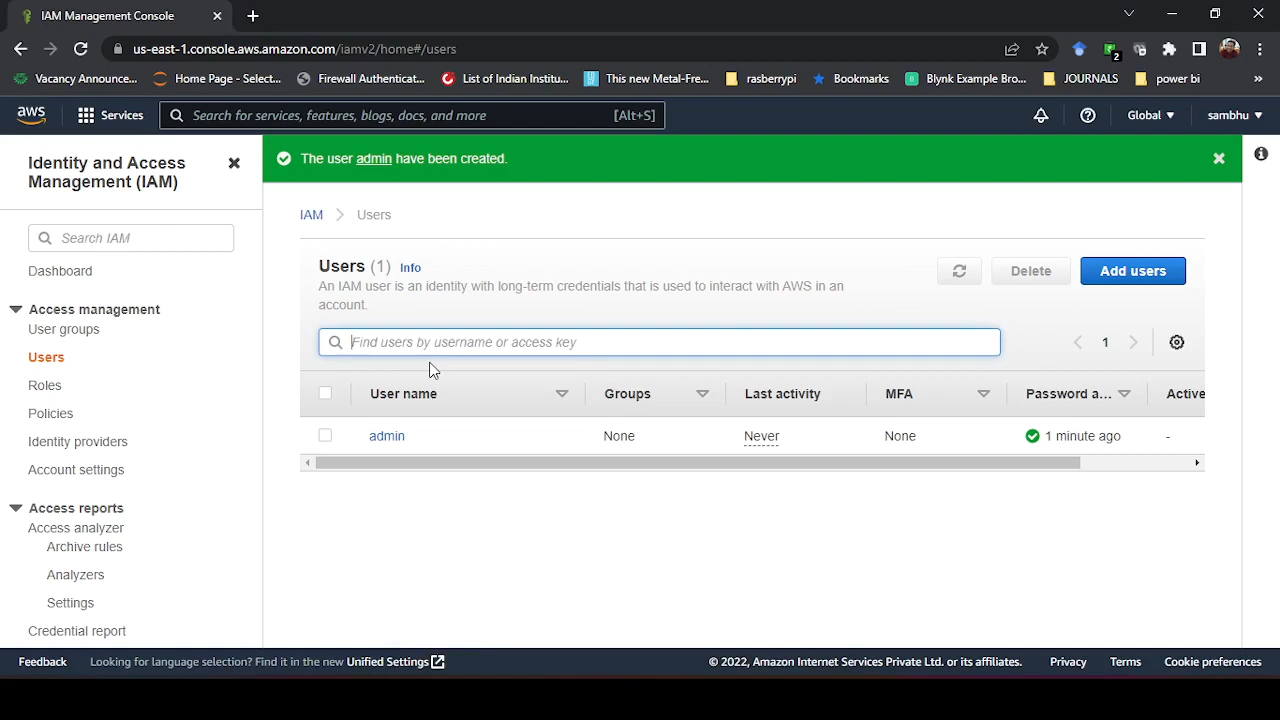 IAM Management Console
us-east-1.console.aws.amazon.com/iamv2/home#/users
2
Vacancy Announce...
Home Page - Select...
Firewall Authenticat...
List of Indian Institu...
This new Metal-Fre...
rasberrypi
Bookmarks
Blynk Example Bro...
JOURNALS
power bi
»
aws
Services
Search for services, features, blogs, docs, and more
[Alt+S]
Global
sambhu
Identity and Access
Management (IAM)
Search IAM
Dashboard
Access management
User groups
Users
Roles
Policies
Identity providers
Account settings
Access reports
Access analyzer
Archive rules
Analyzers
Settings
Credential report
The user admin have been created.
IAM > Users
Users (1) Info
An IAM user is an identity with long-term credentials that is used to interact with AWS in an
account.
Delete
Add users
Find users by username or access key
1
User name Groups Last activity MFA Password a... Active
admin None Never None 1 minute ago -
Feedback Looking for language selection? Find it in the new Unified Settings
© 2022, Amazon Internet Services Private Ltd. or its affiliates. Privacy Terms Cookie preferences